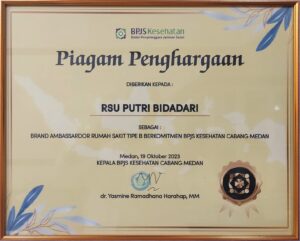 BPJS Kesehatan
Badan Penyelenggara Jaminan Sosial
Piagam Penghargaan
DIBERIKAN KEPADA :
RSU PUTRI BIDADARI
SEBAGAI :
BRAND AMBASSARDOR RUMAH SAKIT TIPE B BERKOMITMEN BPJS KESEHATAN CABANG MEDAN
Medan, 19 Oktober 2023
KEPALA BPJS KESEHATAN CABANG MEDAN
dr. Yasmine Ramadhana Harahap, MM